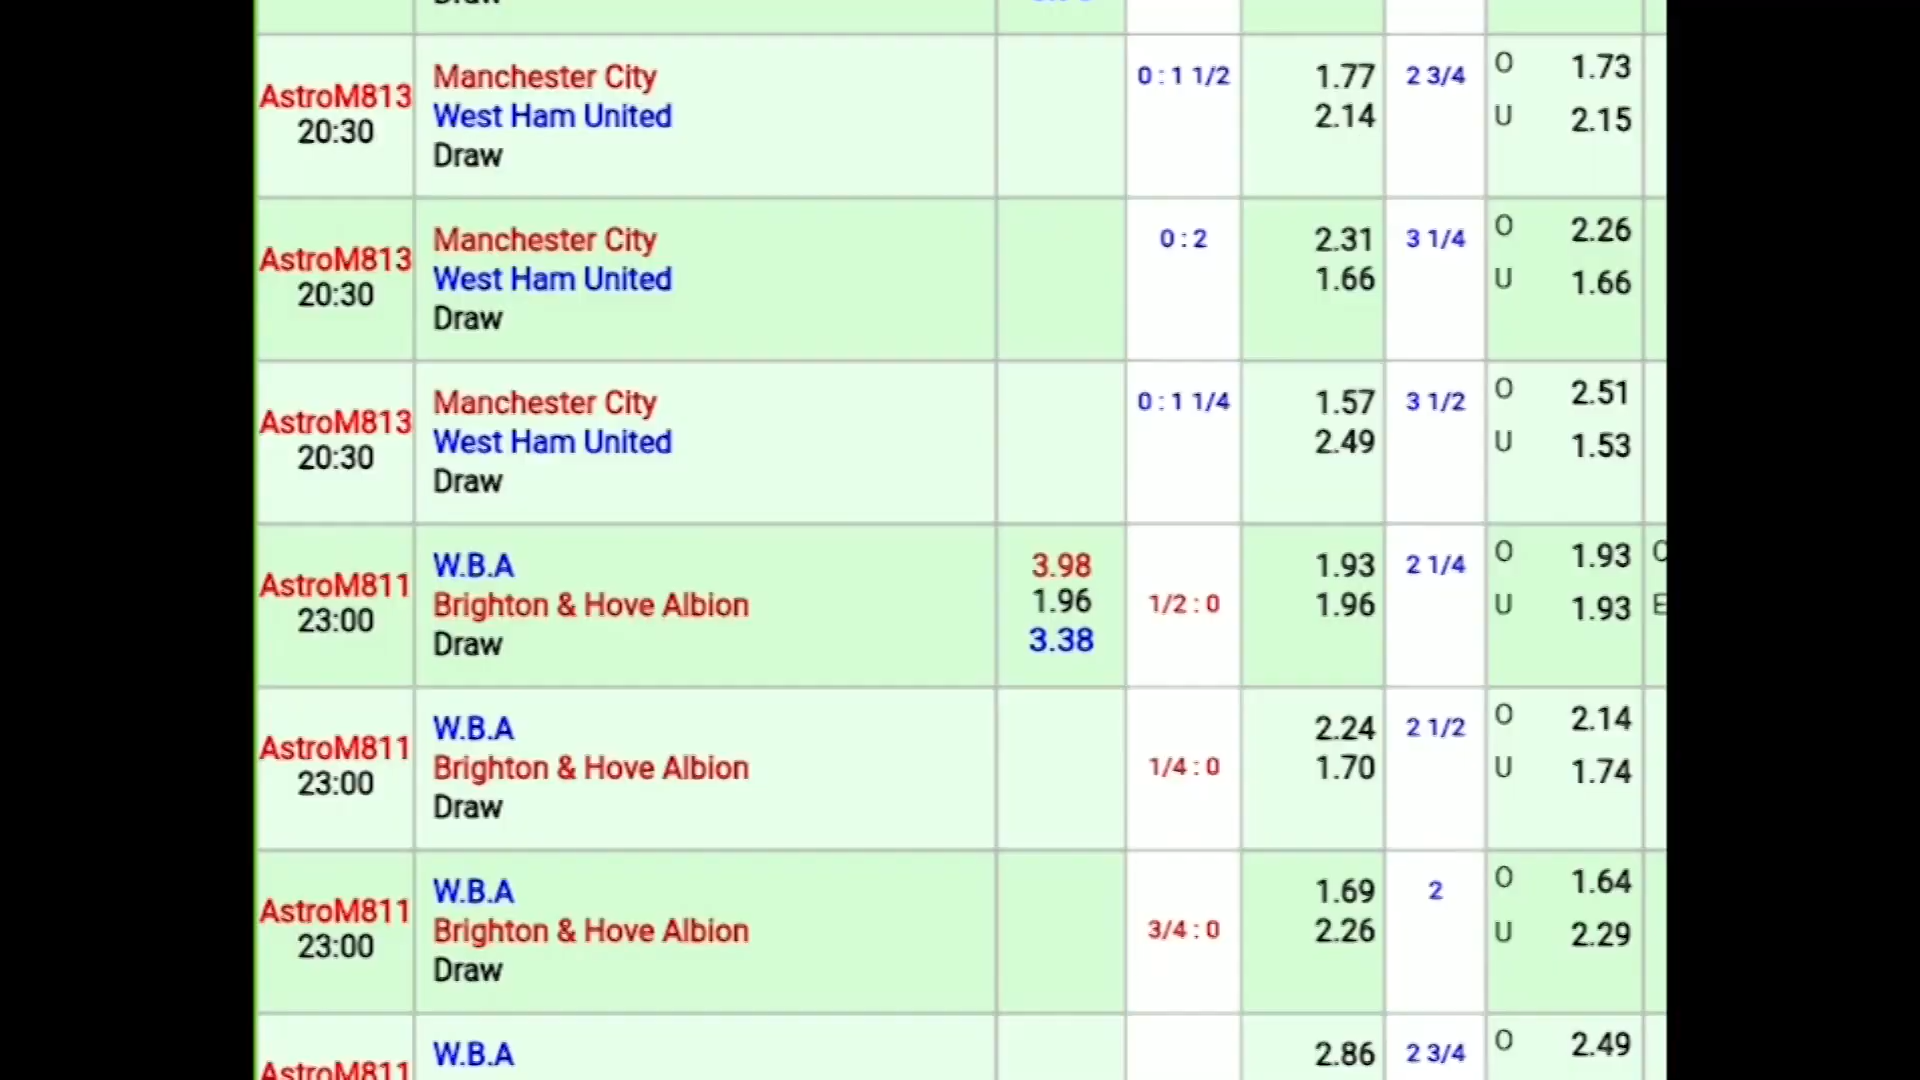 AstroM813
20:30
Manchester City
West Ham United
Draw
0 : 1 1/2
1.77
2.14
2 3/4
O 1.73
U 2.15
AstroM813
20:30
Manchester City
West Ham United
Draw
0 : 2
2.31
1.66
3 1/4
O 2.26
U 1.66
AstroM813
20:30
Manchester City
West Ham United
Draw
0 : 1 1/4
1.57
2.49
3 1/2
O 2.51
U 1.53
AstroM811
23:00
W.B.A
Brighton & Hove Albion
Draw
3.98
1.96
3.38
1/2 : 0
1.93
1.96
2 1/4
O 1.93
U 1.93
E
AstroM811
23:00
W.B.A
Brighton & Hove Albion
Draw
1/4 : 0
2.24
1.70
2 1/2
O 2.14
U 1.74
AstroM811
23:00
W.B.A
Brighton & Hove Albion
Draw
3/4 : 0
1.69
2.26
2
O 1.64
U 2.29
AstroM811
W.B.A
2.86
2 3/4
O 2.49